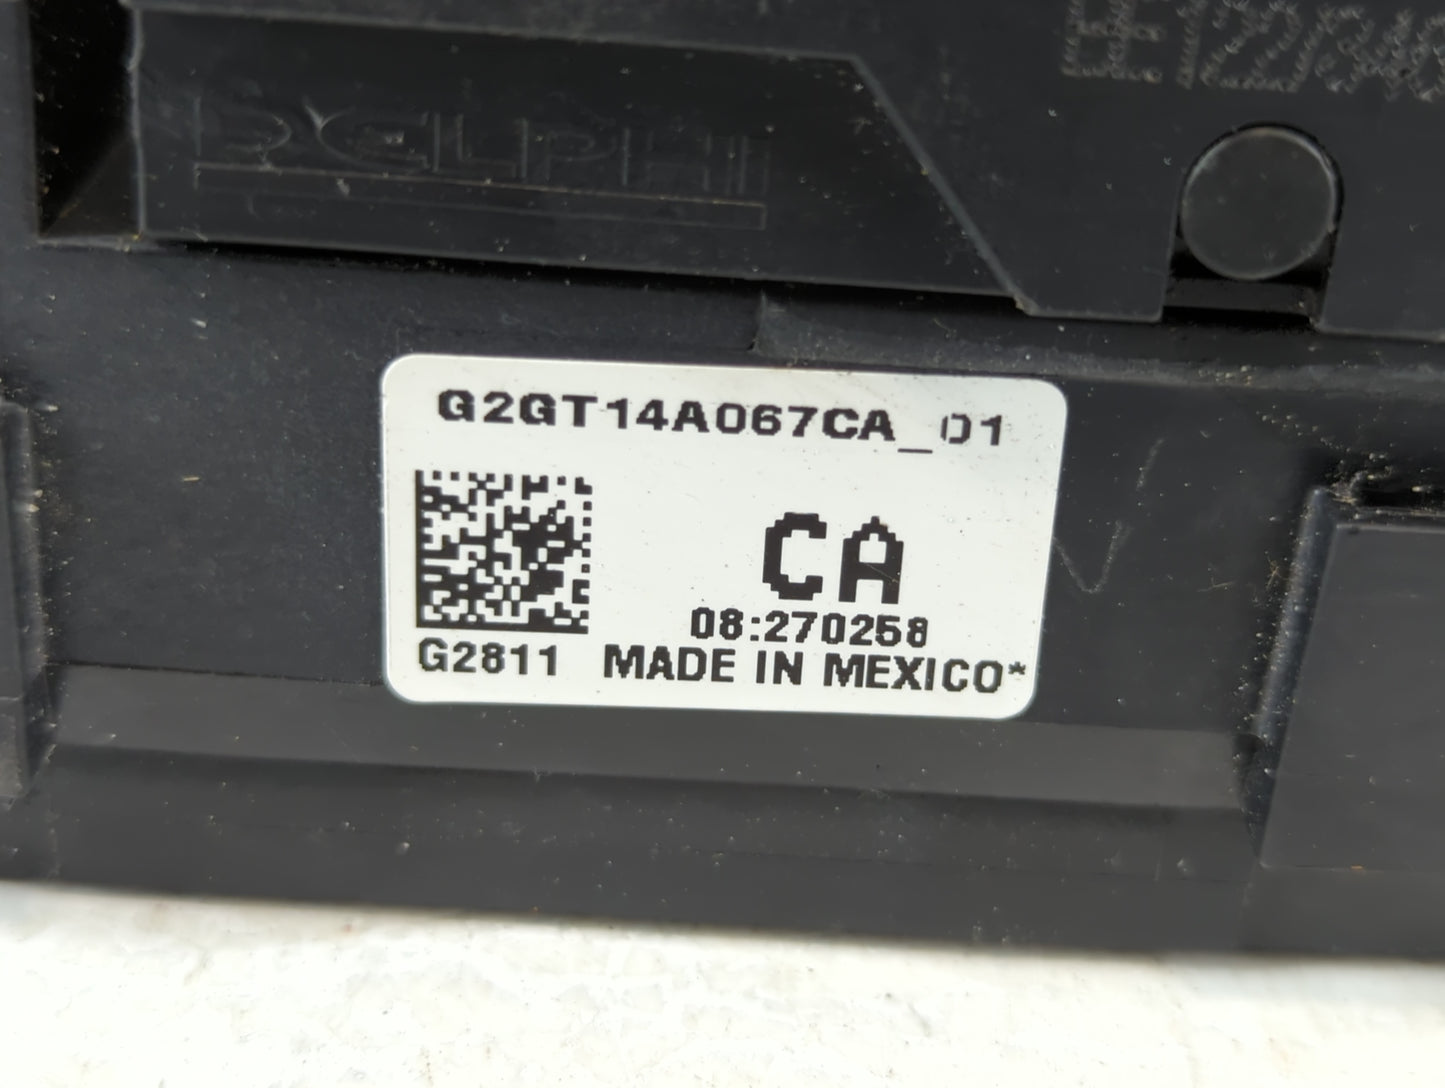 DELPHI
G2GT14A067CA_01
CA
08:270258
G2811 MADE IN MEXICO*